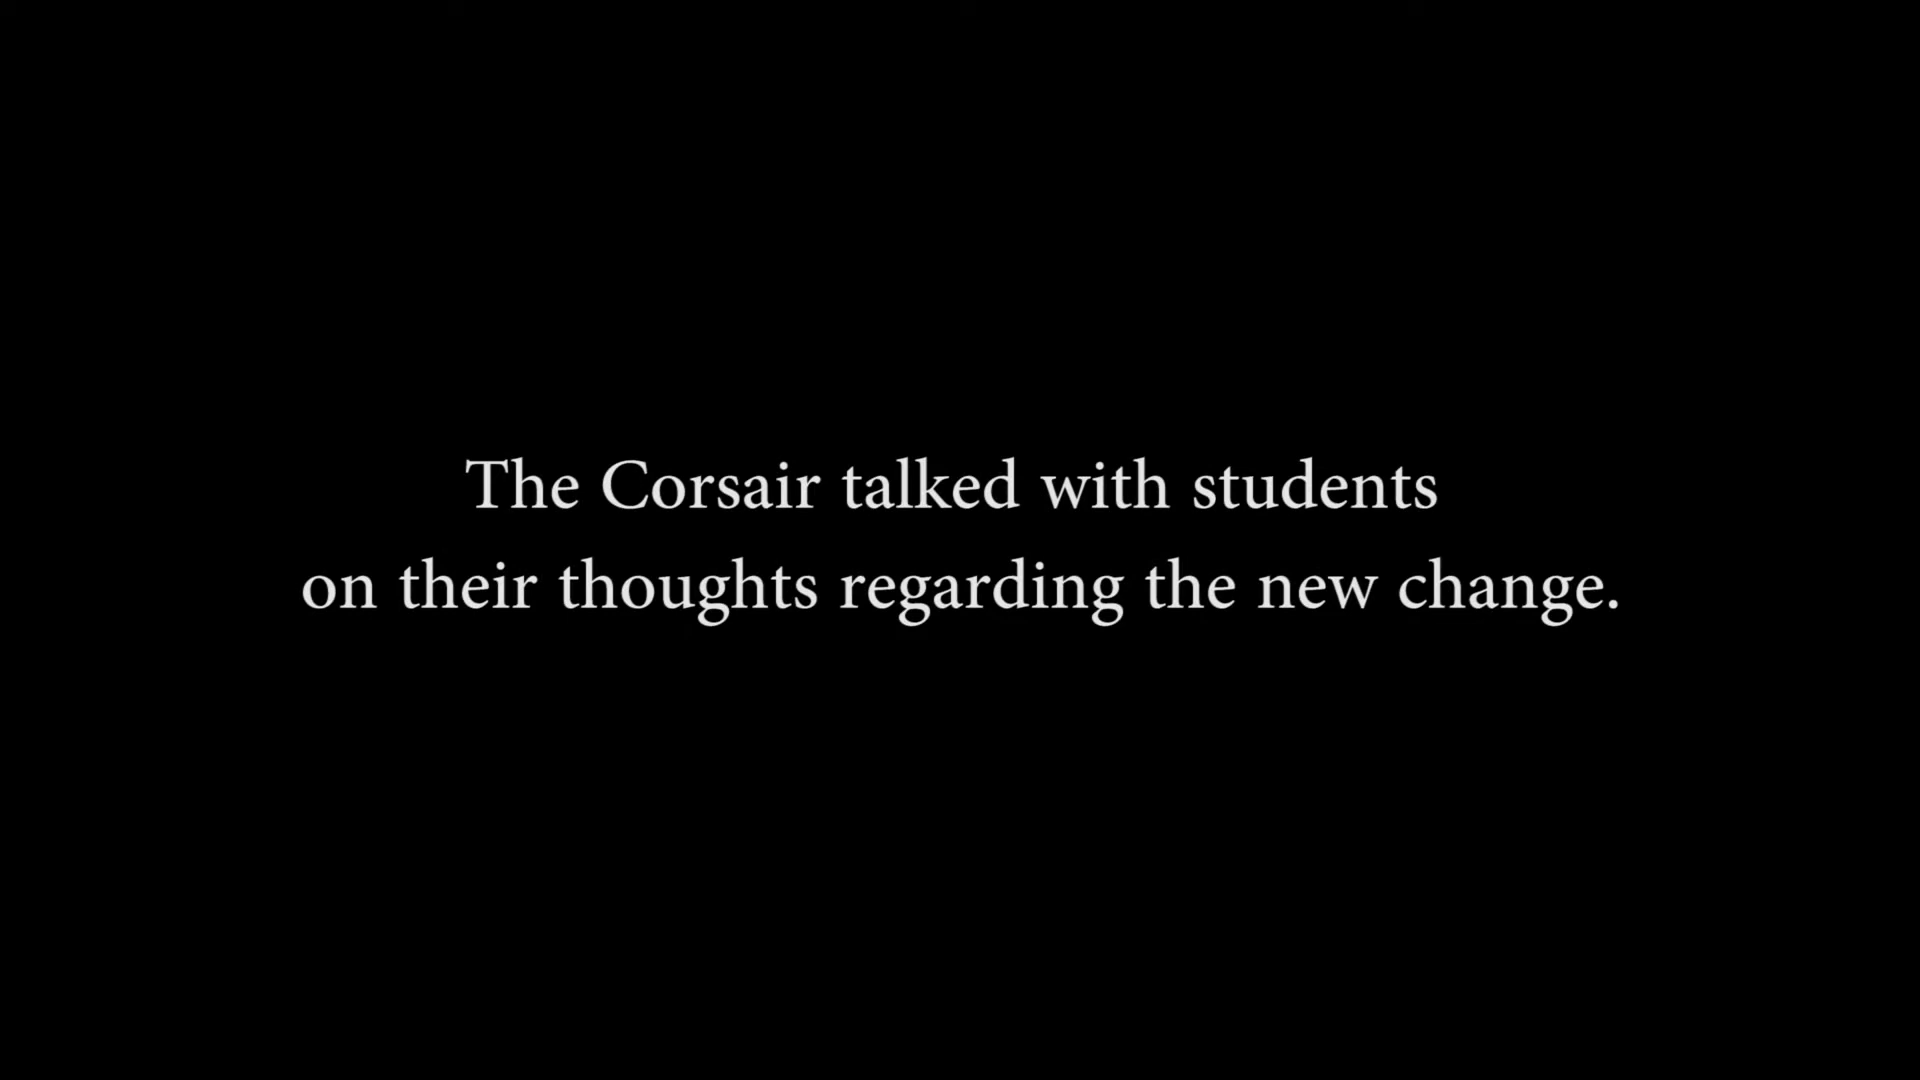 The Corsair talked with students
on their thoughts regarding the new change.